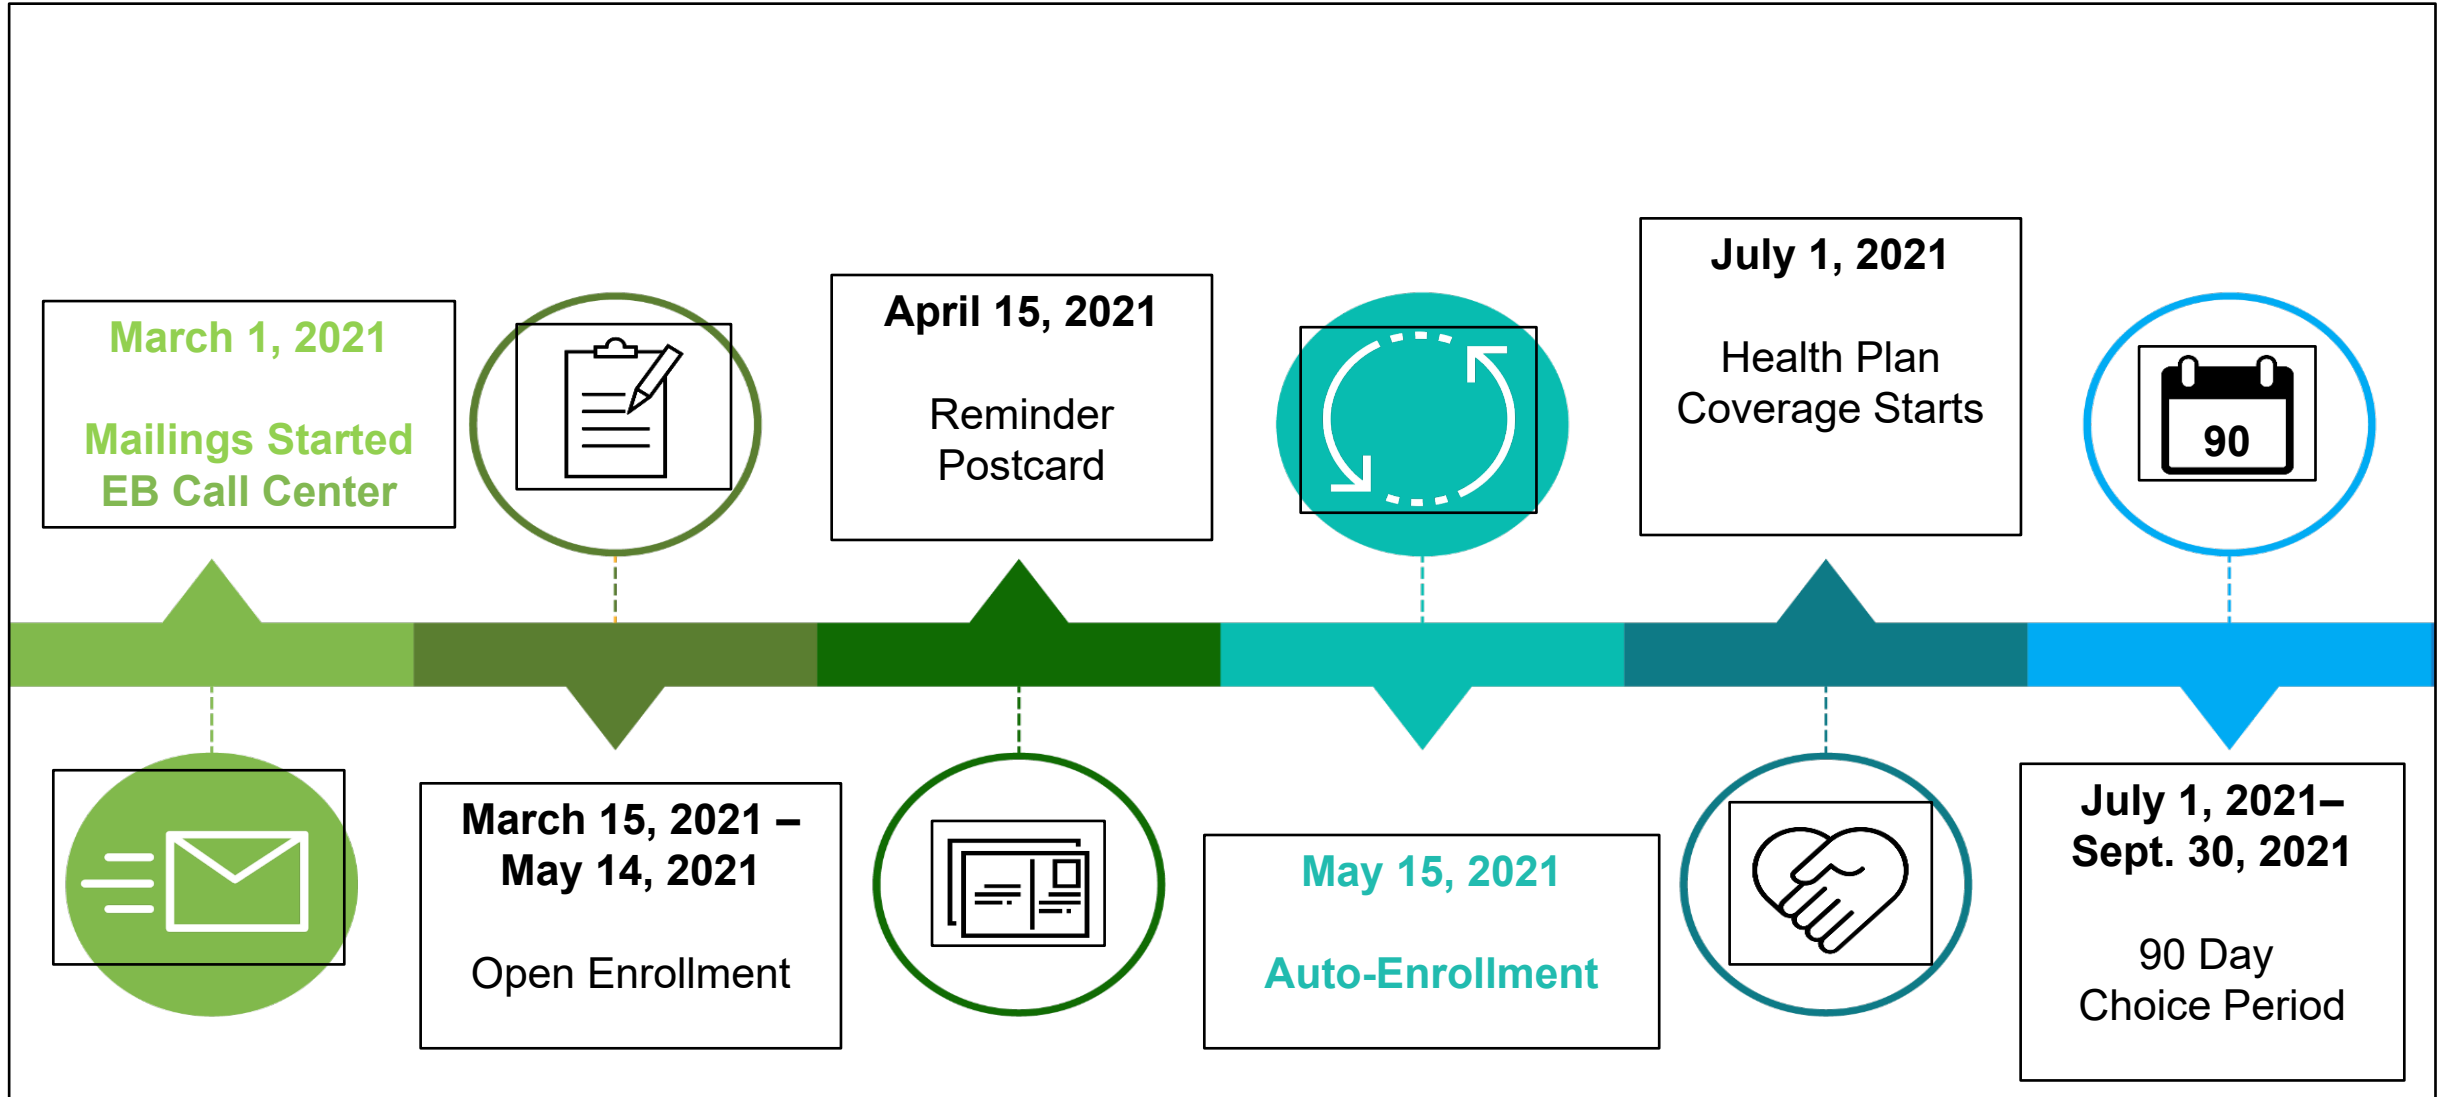 March 1, 2021
Mailings Started
EB Call Center
March 15, 2021 –
May 14, 2021
Open Enrollment
April 15, 2021
Reminder
Postcard
May 15, 2021
Auto-Enrollment
July 1, 2021
Health Plan
Coverage Starts
90
July 1, 2021–
Sept. 30, 2021
90 Day
Choice Period